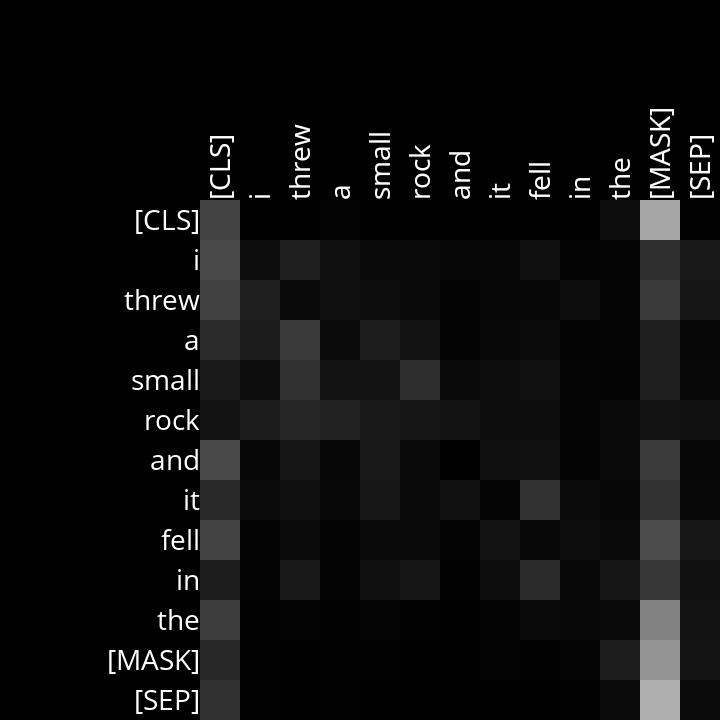 [CLS] i threw a small rock and it fell in the [MASK] [SEP]
[CLS]
i
threw
a
small
rock
and
it
fell
in
the
[MASK]
[SEP]